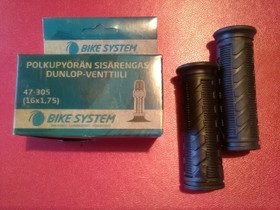 BIKE SYSTEM
POLKUPYÖRÄN SISÄRENGAS
DUNLOP-VENTTIILI
47-305
(16x1,75)
BIKE SYSTEM